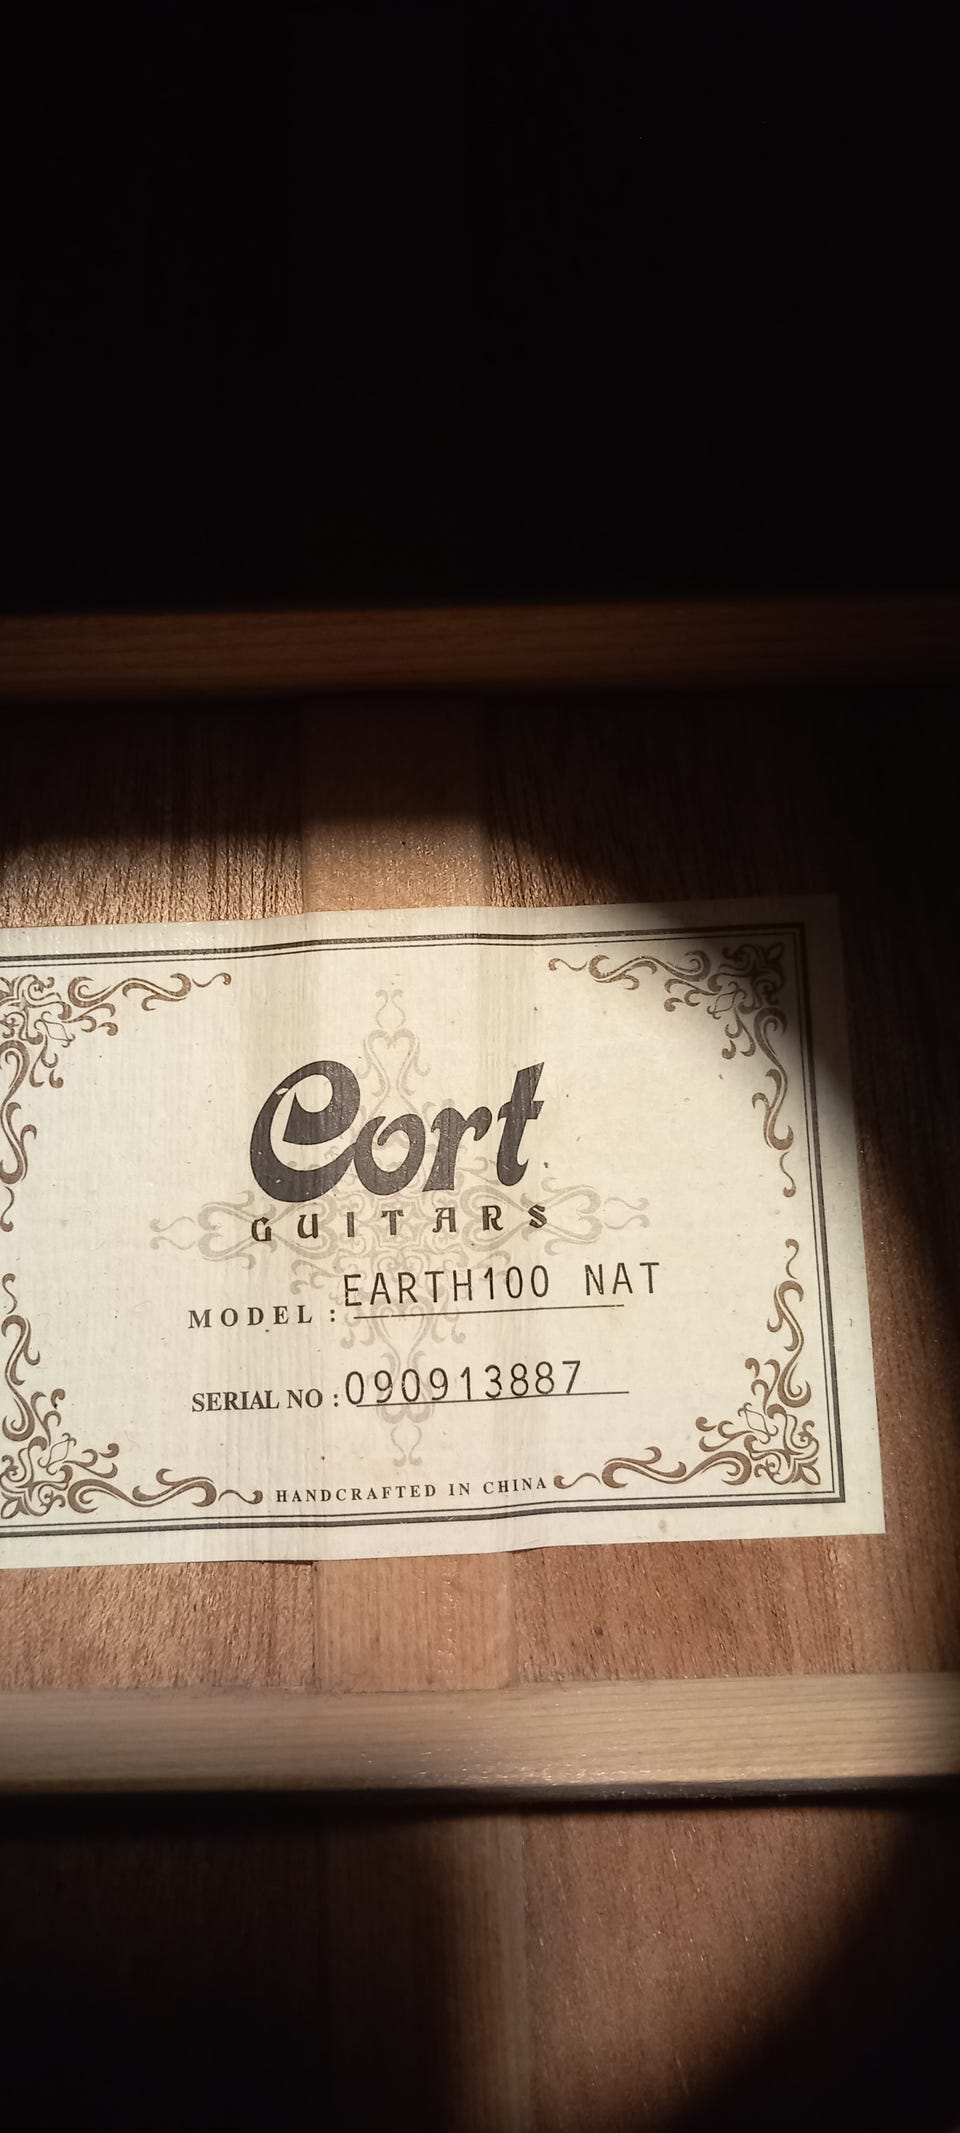 Cort
GUITARS
MODEL : EARTH100 NAT
SERIAL NO : 090913887
HANDCRAFTED IN CHINA